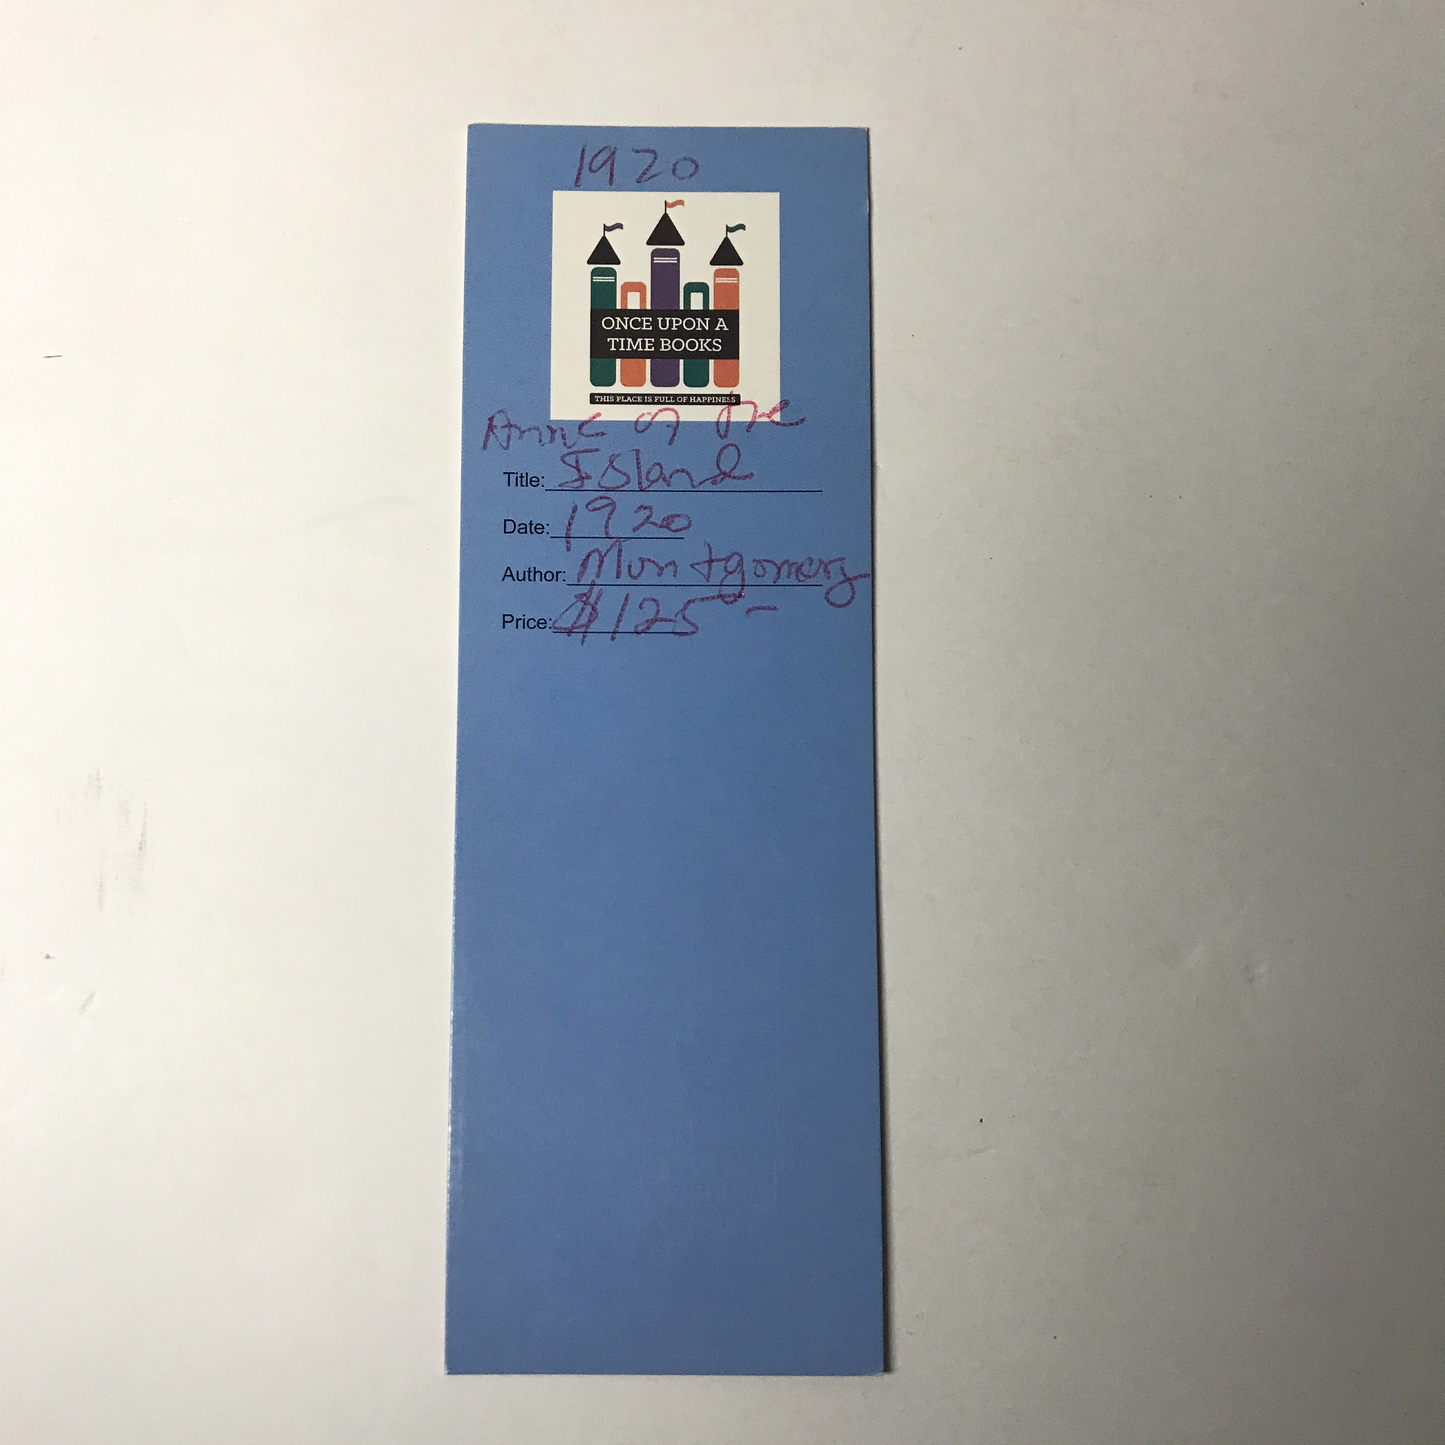 1920
ONCE UPON A
TIME BOOKS
THIS PLACE IS FULL OF HAPPINESS
Anne of the
Title: Island
Date: 1920
Author: Montgomery
Price: $125-